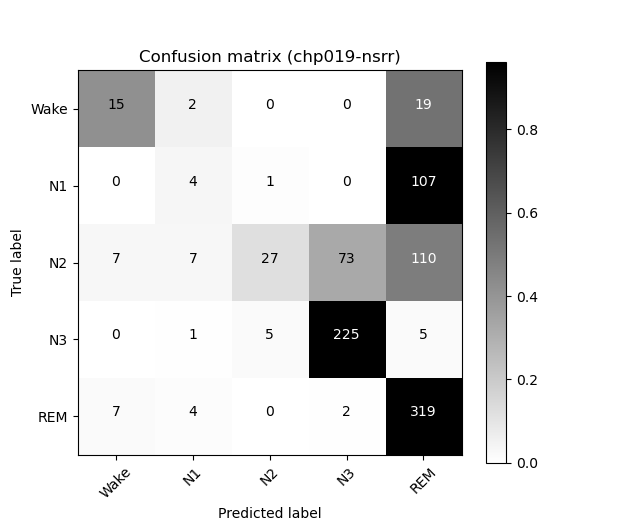 Confusion matrix (chp019-nsrr)
True label
Wake 15 2 0 0 19
N1 0 4 1 0 107
N2 7 7 27 73 110
N3 0 1 5 225 5
REM 7 4 0 2 319
Wake N1 N2 N3 REM
Predicted label
0.8
0.6
0.4
0.2
0.0